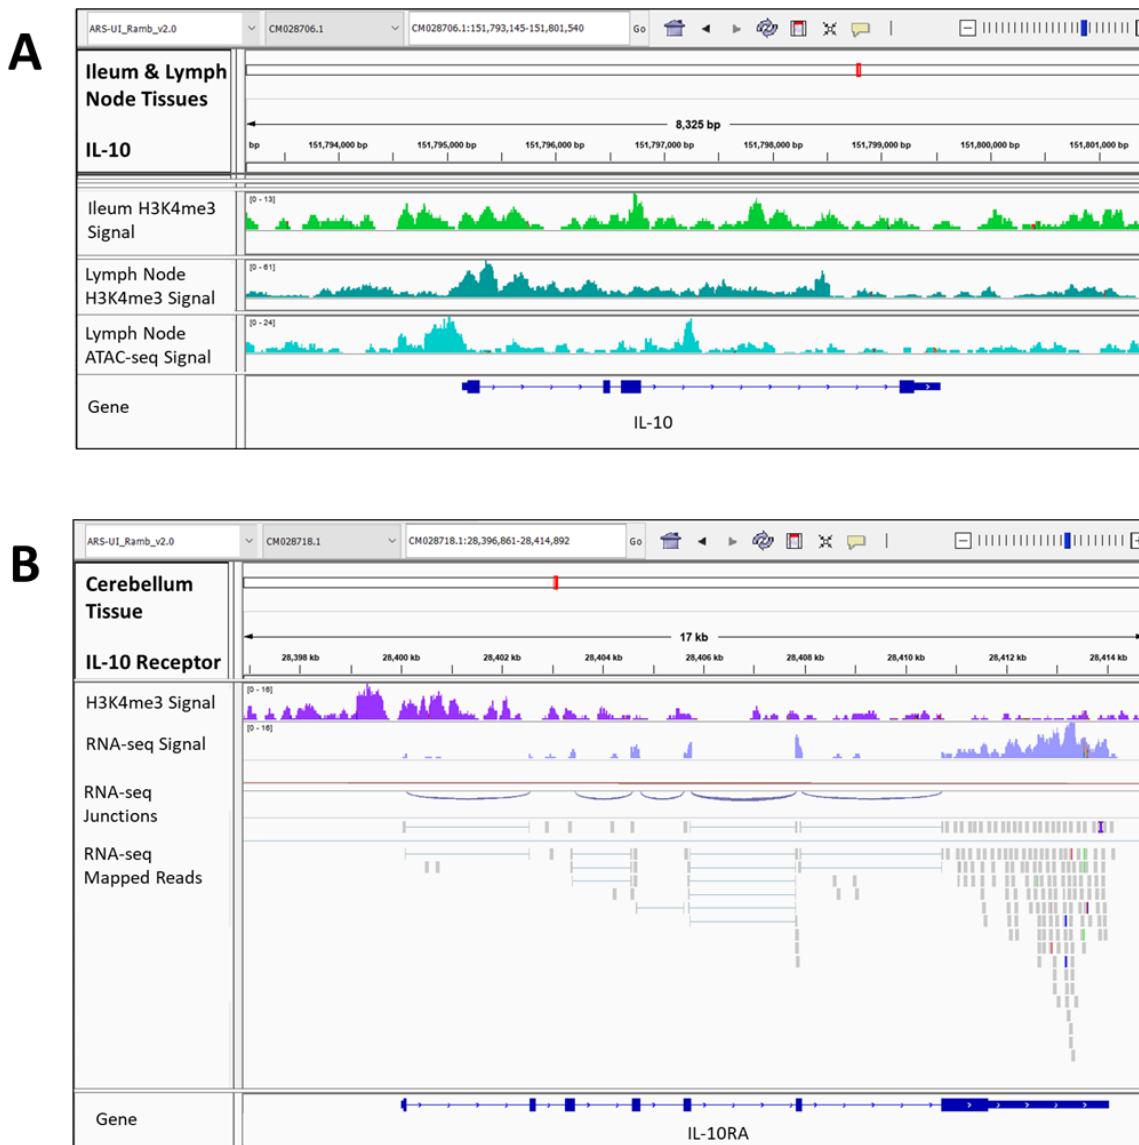 A
ARS-UI_Ramb_v2.0
CM028706.1
CM028706.1:151,793,145-151,801,540
Go
Ileum & Lymph
Node Tissues
IL-10
8,325 bp
bp
151,794,000 bp
151,795,000 bp
151,796,000 bp
151,797,000 bp
151,798,000 bp
151,799,000 bp
151,800,000 bp
151,801,000 bp
Ileum H3K4me3
Signal
[0 - 13]
Lymph Node
H3K4me3 Signal
[0 - 61]
Lymph Node
ATAC-seq Signal
[0 - 24]
Gene
IL-10
B
ARS-UI_Ramb_v2.0
CM028718.1
CM028718.1:28,396,861-28,414,892
Go
Cerebellum
Tissue
IL-10 Receptor
17 kb
28,398 kb
28,400 kb
28,402 kb
28,404 kb
28,406 kb
28,408 kb
28,410 kb
28,412 kb
28,414 kb
H3K4me3 Signal
[0 - 16]
RNA-seq Signal
[0 - 16]
RNA-seq
Junctions
RNA-seq
Mapped Reads
Gene
IL-10RA